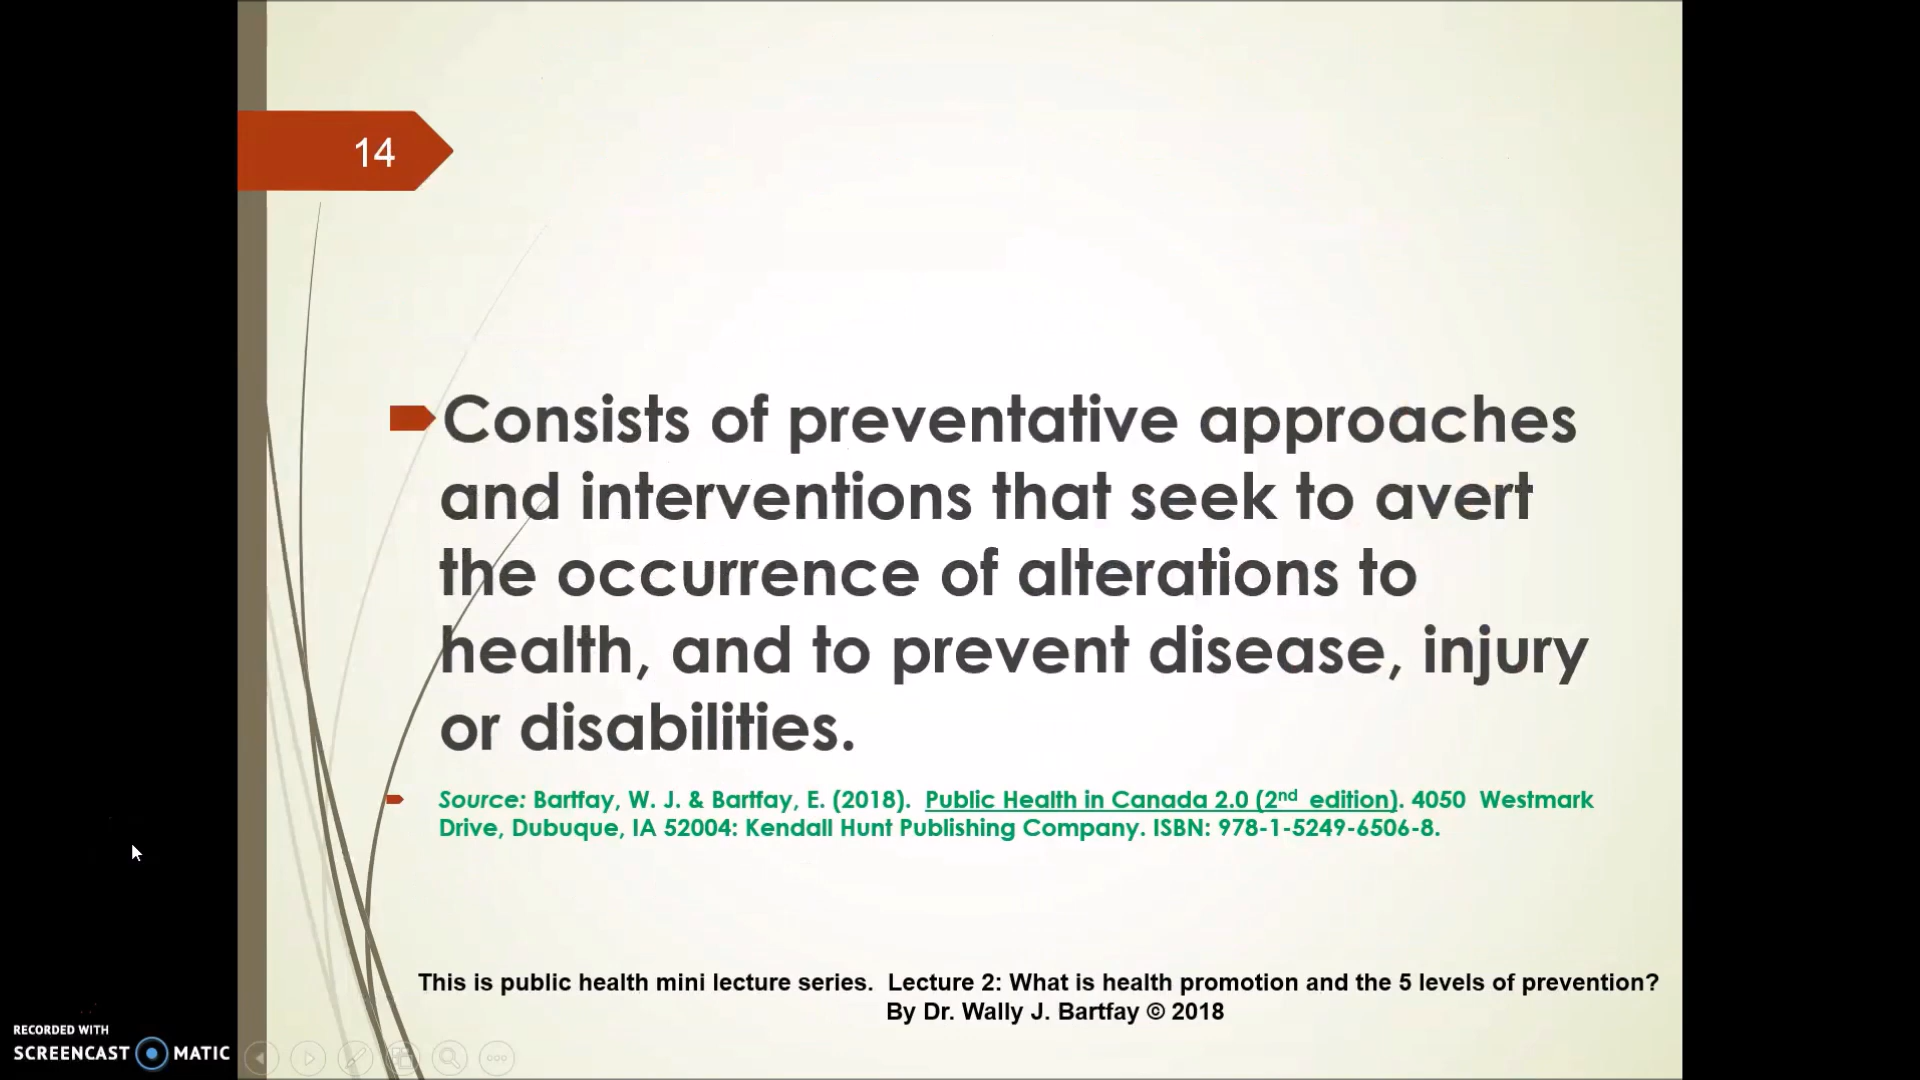 14
Consists of preventative approaches
and interventions that seek to avert
the occurrence of alterations to
health, and to prevent disease, injury
or disabilities.
Source: Bartfay, W. J. & Bartfay, E. (2018). Public Health in Canada 2.0 (2nd edition). 4050 Westmark
Drive, Dubuque, IA 52004: Kendall Hunt Publishing Company. ISBN: 978-1-5249-6506-8.
This is public health mini lecture series. Lecture 2: What is health promotion and the 5 levels of prevention?
By Dr. Wally J. Bartfay © 2018
RECORDED WITH
SCREENCAST MATIC